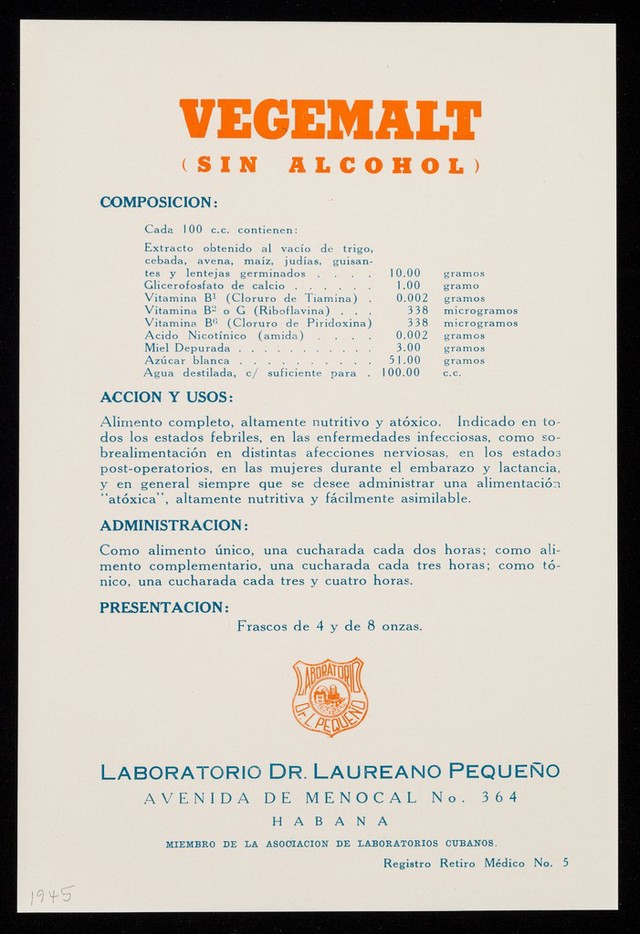 VEGEMALT
(SIN ALCOHOL)
COMPOSICION:
Cada 100 c.c. contienen:
Extracto obtenido al vacío de trigo,
cebada, avena, maíz, judías, guisan-
tes y lentejas germinados . . . . 10.00 gramos
Glicerofosfato de calcio . . . . . . 1.00 gramo
Vitamina B¹ (Cloruro de Tiamina) . 0.002 gramos
Vitamina B² o G (Riboflavina) . . . 338 microgramos
Vitamina B⁶ (Cloruro de Piridoxina) 338 microgramos
Acido Nicotínico (amida) . . . . 0.002 gramos
Miel Depurada . . . . . . . . . . 3.00 gramos
Azúcar blanca . . . . . . . . . . 51.00 gramos
Agua destilada, c/ suficiente para . 100.00 c.c.
ACCION Y USOS:
Alimento completo, altamente nutritivo y atóxico. Indicado en to-
dos los estados febriles, en las enfermedades infecciosas, como so-
brealimentación en distintas afecciones nerviosas, en los estados
post-operatorios, en las mujeres durante el embarazo y lactancia,
y en general siempre que se desee administrar una alimentación
"atóxica", altamente nutritiva y fácilmente asimilable.
ADMINISTRACION:
Como alimento único, una cucharada cada dos horas; como ali-
mento complementario, una cucharada cada tres horas; como tó-
nico, una cucharada cada tres y cuatro horas.
PRESENTACION:
Frascos de 4 y de 8 onzas.
LABORATORIO
Dr. L. PEQUEÑO
LABORATORIO DR. LAUREANO PEQUEÑO
AVENIDA DE MENOCAL No. 364
HABANA
MIEMBRO DE LA ASOCIACION DE LABORATORIOS CUBANOS.
Registro Retiro Médico No. 5
1945